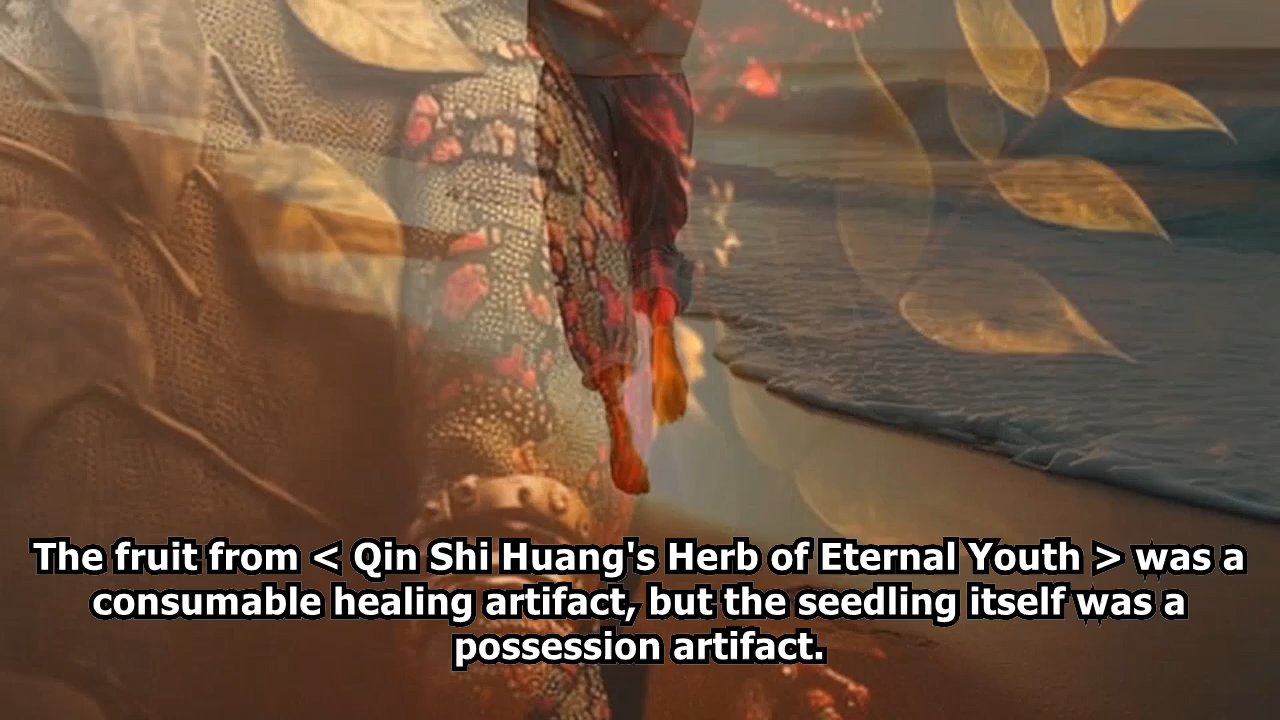 The fruit from < Qin Shi Huang's Herb of Eternal Youth > was a
consumable healing artifact, but the seedling itself was a
possession artifact.